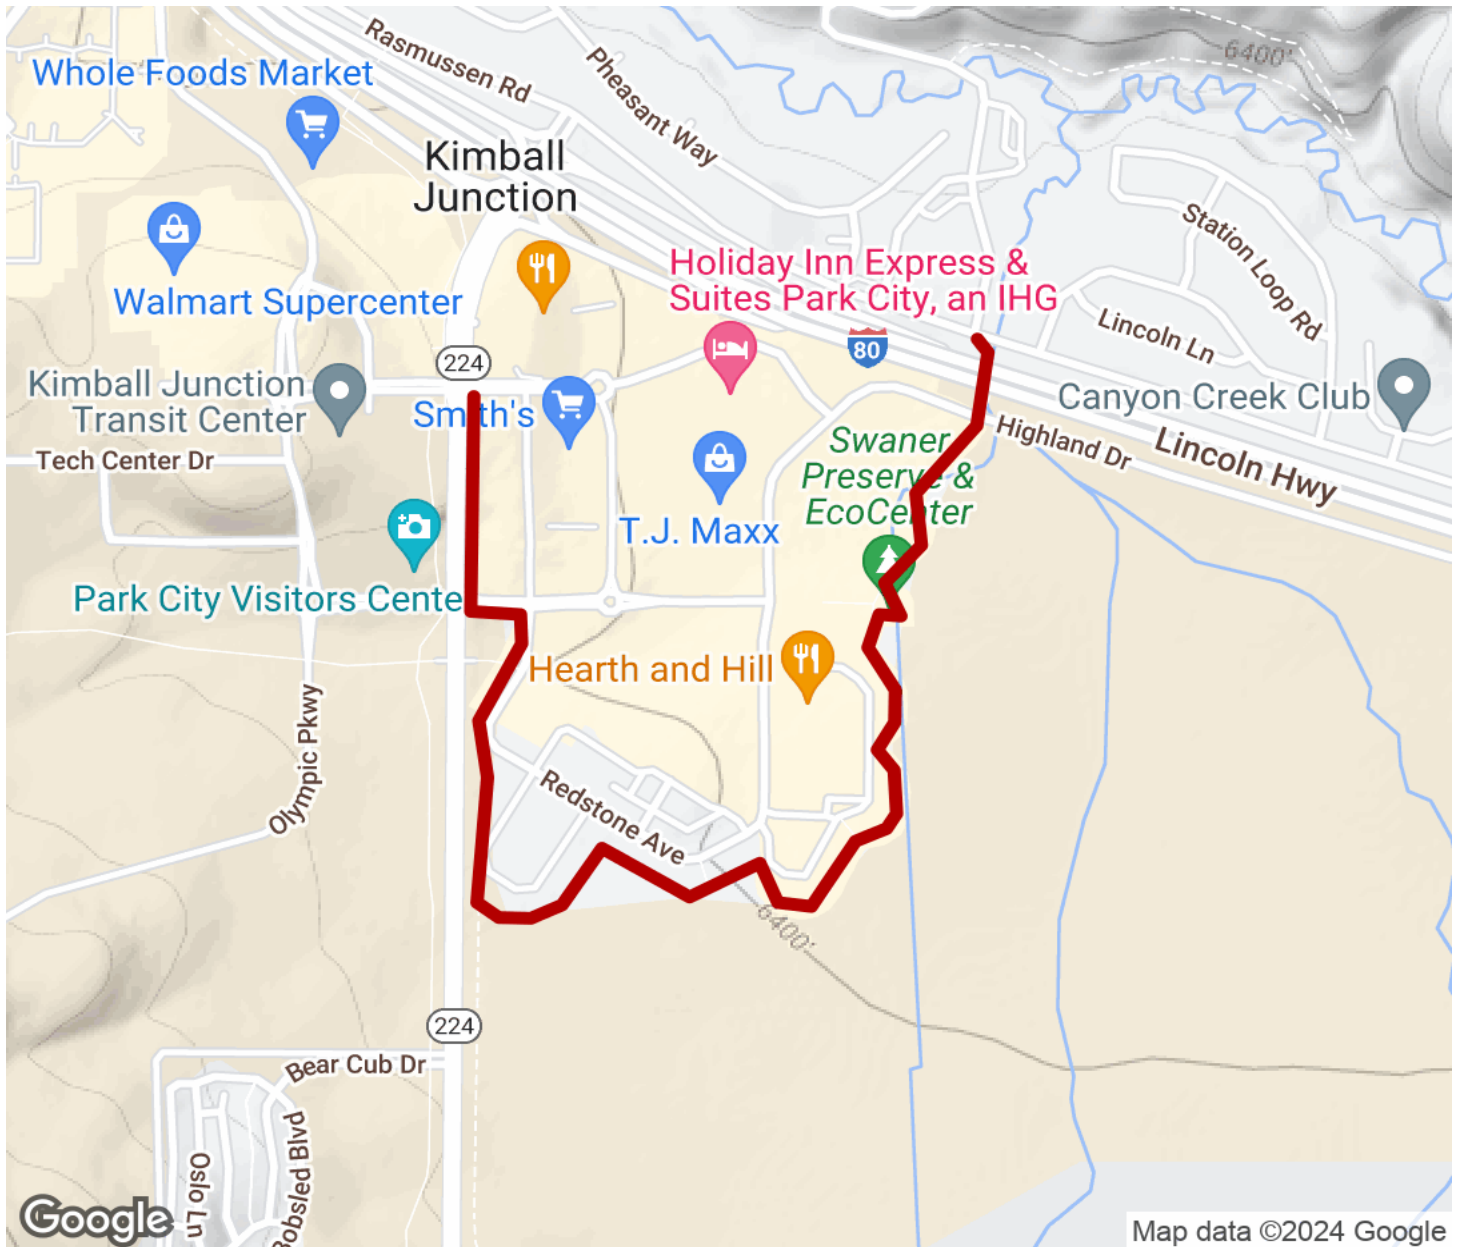 Rasmussen Rd
6400'
Whole Foods Market
Pheasant Way
Kimball
Junction
Station Loop Rd
Holiday Inn Express &
Suites Park City, an IHG
Walmart Supercenter
Lincoln Ln
80
224
Kimball Junction
Transit Center
Smith's
Canyon Creek Club
Swaner
Preserve &
EcoCenter
Highland Dr
Lincoln Hwy
Tech Center Dr
T.J. Maxx
Park City Visitors Cente
Hearth and Hill
Olympic Pkwy
Redstone Ave
6400'
224
Bear Cub Dr
Bobsled Blvd
Oslo Ln
Google
Map data ©2024 Google